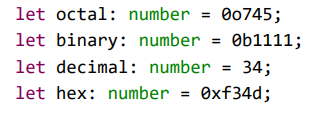 let octal: number = 0o745;
let binary: number = 0b1111;
let decimal: number = 34;
let hex: number = 0xf34d;